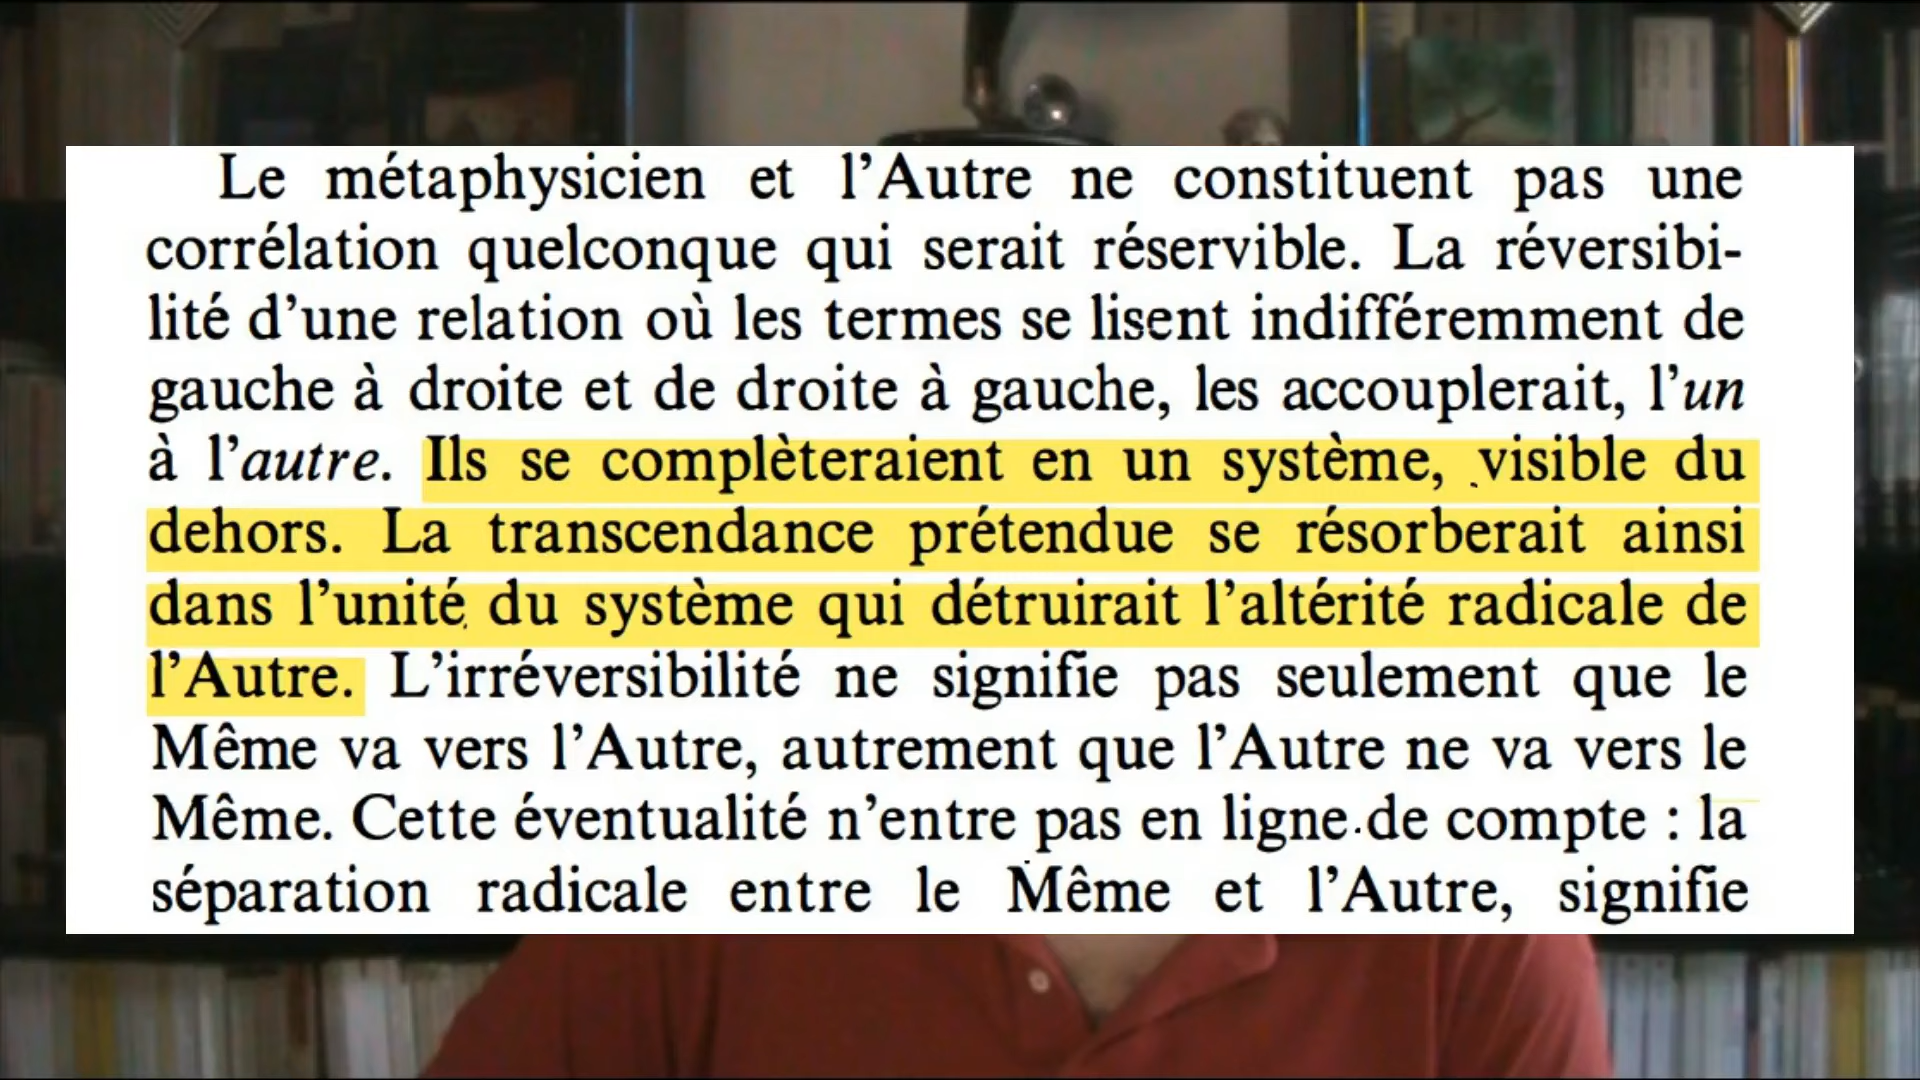 Le métaphysicien et l'Autre ne constituent pas une
corrélation quelconque qui serait réservible. La réversibi-
lité d'une relation où les termes se lisent indifféremment de
gauche à droite et de droite à gauche, les accouplerait, l'un
à l'autre. Ils se complèteraient en un système, visible du
dehors. La transcendance prétendue se résorberait ainsi
dans l'unité du système qui détruirait l'altérité radicale de
l'Autre. L'irréversibilité ne signifie pas seulement que le
Même va vers l'Autre, autrement que l'Autre ne va vers le
Même. Cette éventualité n'entre pas en ligne de compte : la
séparation radicale entre le Même et l'Autre, signifie